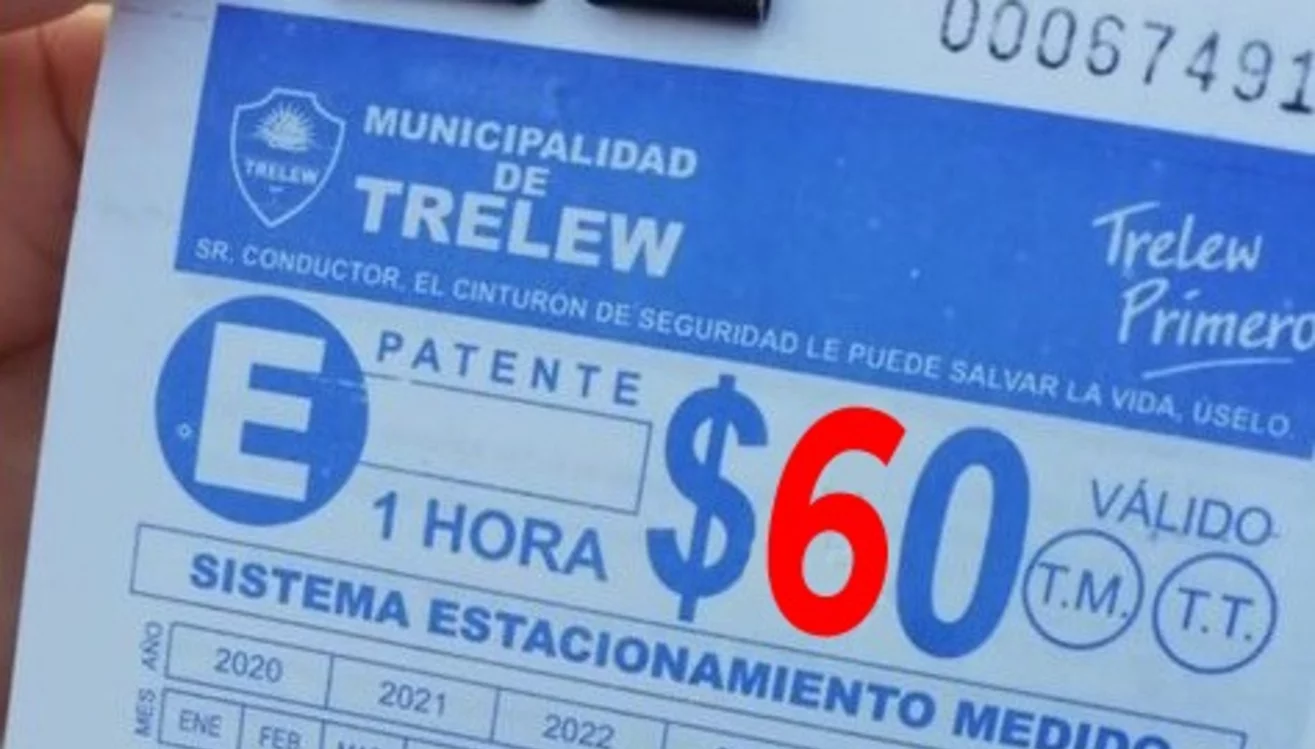 00067491
MUNICIPALIDAD
DE
TRELEW
TRELEW
Trelew
Primero
SR. CONDUCTOR, EL CINTURON DE SEGURIDAD LE PUEDE SALVAR LA VIDA, ÚSELO.
E
PATENTE
1 HORA
$60
VÁLIDO
T.M. T.T.
SISTEMA ESTACIONAMIENTO MEDIDO
AÑO 2020 2021 2022
MES ENE FEB